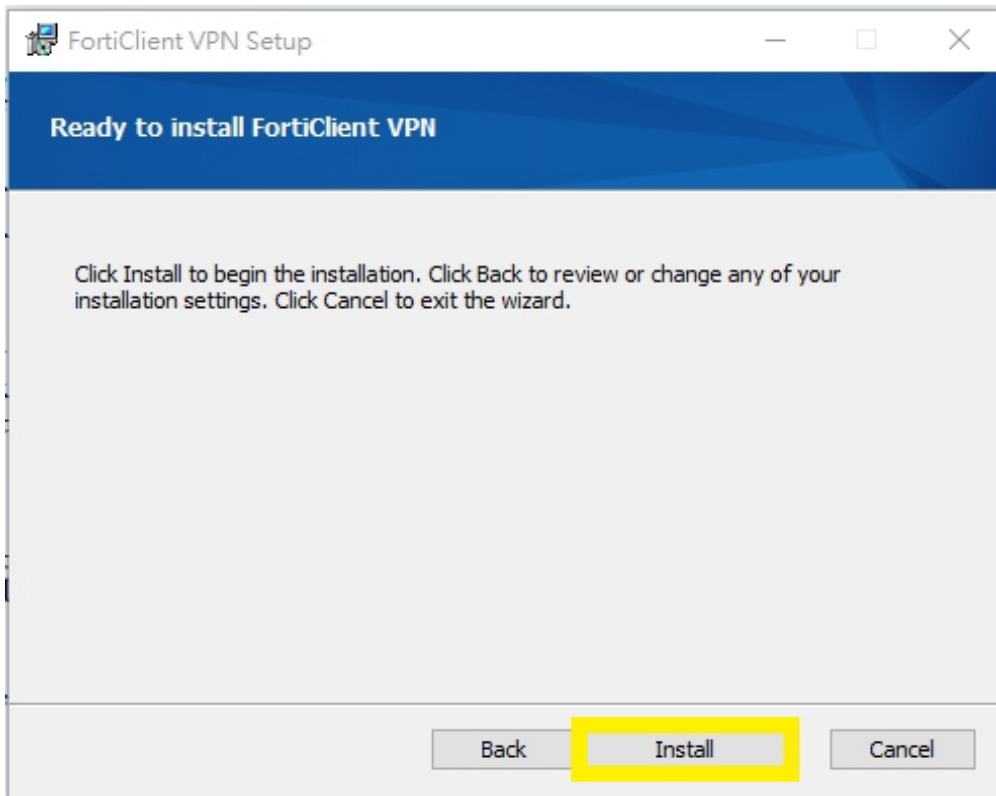 FortiClient VPN Setup
Ready to install FortiClient VPN
Click Install to begin the installation. Click Back to review or change any of your
installation settings. Click Cancel to exit the wizard.
Back Install Cancel